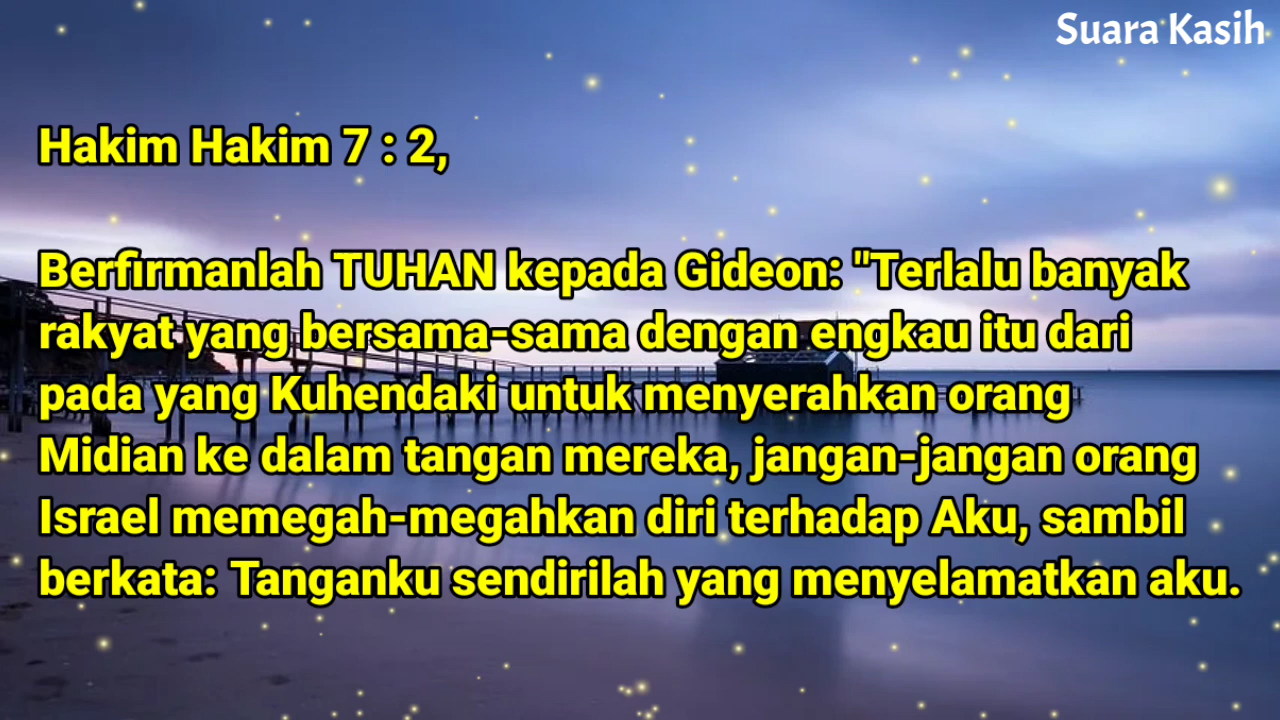 Suara Kasih
Hakim Hakim 7 : 2,
Berfirmanlah TUHAN kepada Gideon: "Terlalu banyak
rakyat yang bersama-sama dengan engkau itu dari
pada yang Kuhendaki untuk menyerahkan orang
Midian ke dalam tangan mereka, jangan-jangan orang
Israel memegah-megahkan diri terhadap Aku, sambil
berkata: Tanganku sendirilah yang menyelamatkan aku.